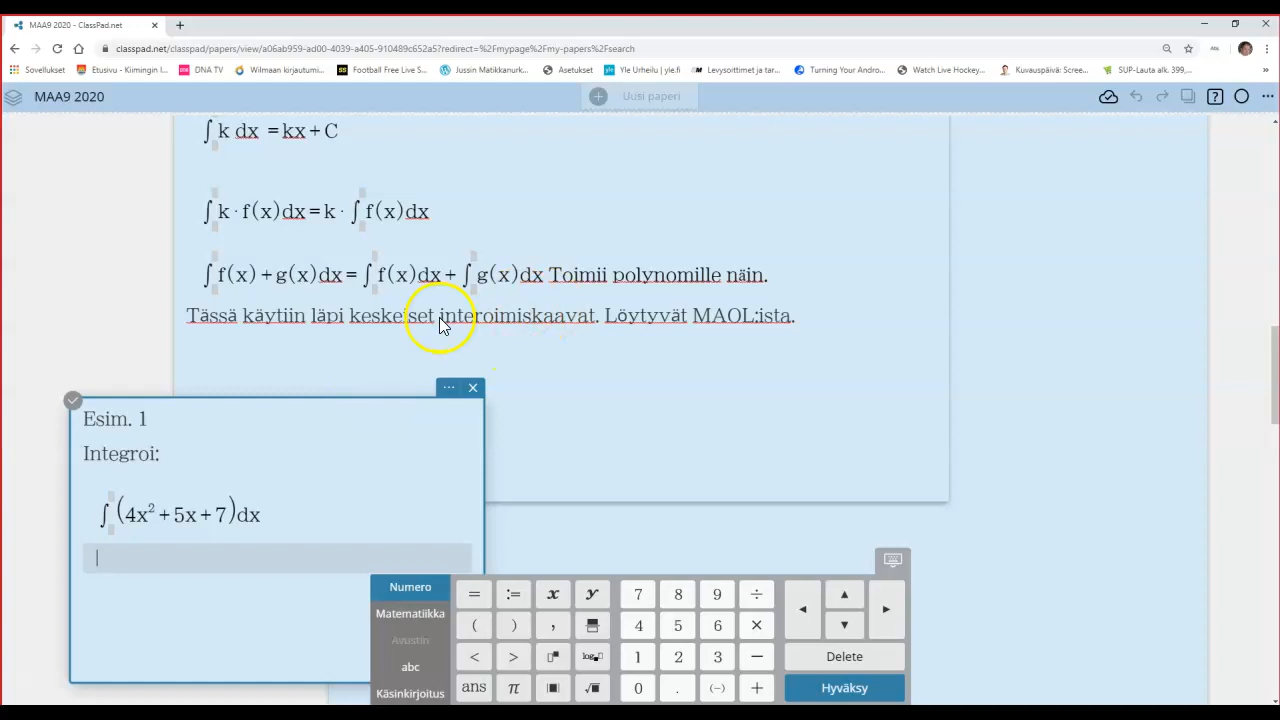 MAA9 2020 - ClassPad.net
classpad.net/classpad/papers/view/a06ab959-ad00-4039-a405-910489c652a5?redirect=%2Fmypage%2Fmy-papers%2Fsearch
Sovellukset Etusivu - Kiimingin l... DNA TV Wilmaan kirjautumi... Football Free Live S... Jussin Matikkanurk... Asetukset Yle Urheilu | yle.fi Levysorttimet ja tar... Turning Your Andro... Watch Live Hockey... Kuvauspäivä: Scree... SUP-Lauta alk. 399,... »
MAA9 2020 Uusi paperi
∫ k dx = kx + C
∫ k · f(x)dx = k · ∫ f(x)dx
∫ f(x) + g(x)dx = ∫ f(x)dx + ∫ g(x)dx Toimii polynomille näin.
Tässä käytiin läpi keskeiset interoimiskaavat. Löytyvät MAOL;ista.
Esim. 1
Integroi:
∫ (4x² + 5x + 7)dx
Numero = := x y 7 8 9 ÷ ◄ ▲ ►
Matematiikka ( ) , 4 5 6 × ▼
Avustin
abc < > log 1 2 3 − Delete
Käsinkirjoitus ans π √ 0 . (−) + Hyväksy